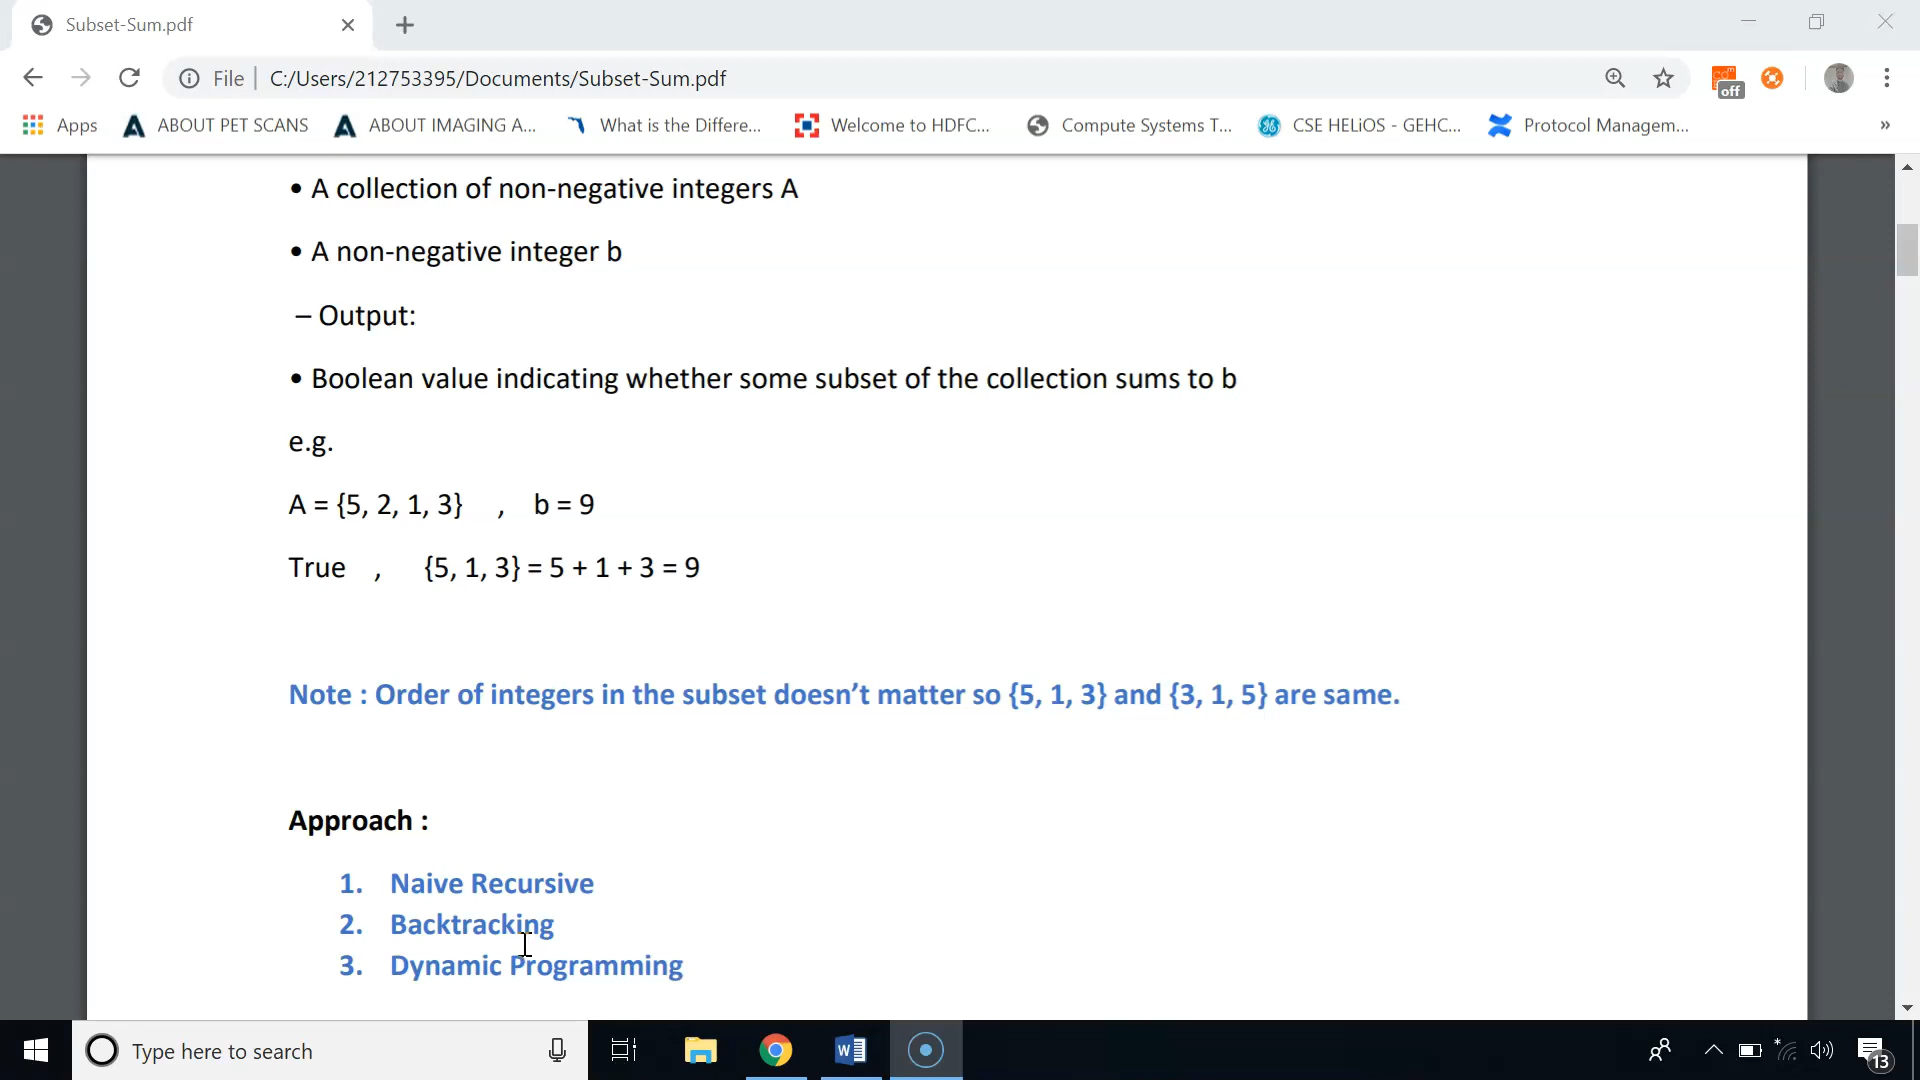 Subset-Sum.pdf
File | C:/Users/212753395/Documents/Subset-Sum.pdf
off
Apps ABOUT PET SCANS ABOUT IMAGING A... What is the Differe... Welcome to HDFC... Compute Systems T... CSE HELiOS - GEHC... Protocol Managem... »
• A collection of non-negative integers A
• A non-negative integer b
– Output:
• Boolean value indicating whether some subset of the collection sums to b
e.g.
A = {5, 2, 1, 3} , b = 9
True , {5, 1, 3} = 5 + 1 + 3 = 9
Note : Order of integers in the subset doesn’t matter so {5, 1, 3} and {3, 1, 5} are same.
Approach :
1. Naive Recursive
2. Backtracking
3. Dynamic Programming
Type here to search
13